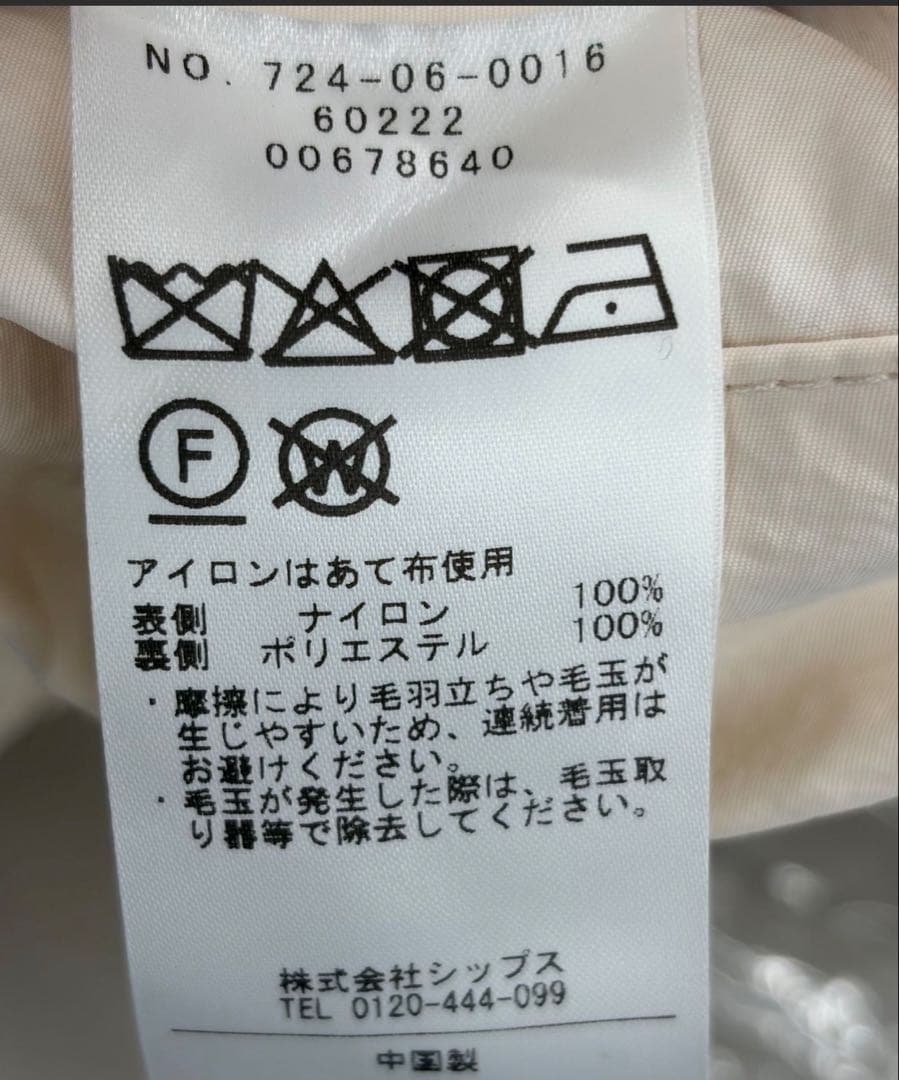 NO. 724-06-0016
60222
00678640
F W
アイロンはあて布使用
表側 ナイロン 100%
裏側 ポリエステル 100%
・摩擦により毛羽立ちや毛玉が
生じやすいため、連続着用は
お避けください。
・毛玉が発生した際は、毛玉取
り器等で除去してください。
株式会社シップス
TEL 0120-444-099
中国製